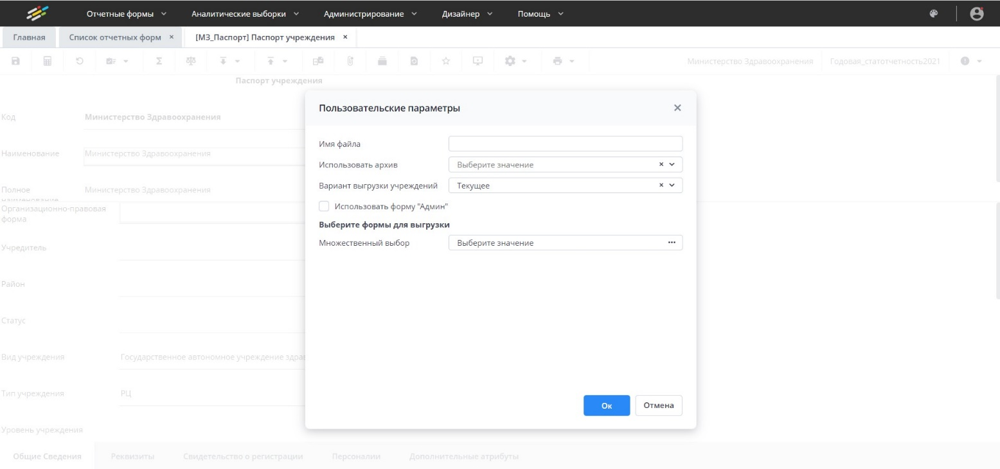 Отчетные формы Аналитические выборки Администрирование Дизайнер Помощь
Главная Список отчетных форм × [МЗ_Паспорт] Паспорт учреждения ×
Министерство Здравоохранения Годовая_статотчетность2021
Паспорт учреждения
Пользовательские параметры
Код Министерство Здравоохранения
Имя файла
Наименование Министерство Здравоохранения
Использовать архив Выберите значение
Вариант выгрузки учреждений Текущее
Полное Министерство Здравоохранения
наименование
Использовать форму "Админ"
Организационно-правовая
форма
Выберите формы для выгрузки
Множественный выбор Выберите значение
Учредитель
Район
Статус
Вид учреждения Государственное автономное учреждение здрав
Тип учреждения РЦ
Ок Отмена
Уровень учреждения
Общие Сведения Реквизиты Свидетельство о регистрации Персоналии Дополнительные атрибуты